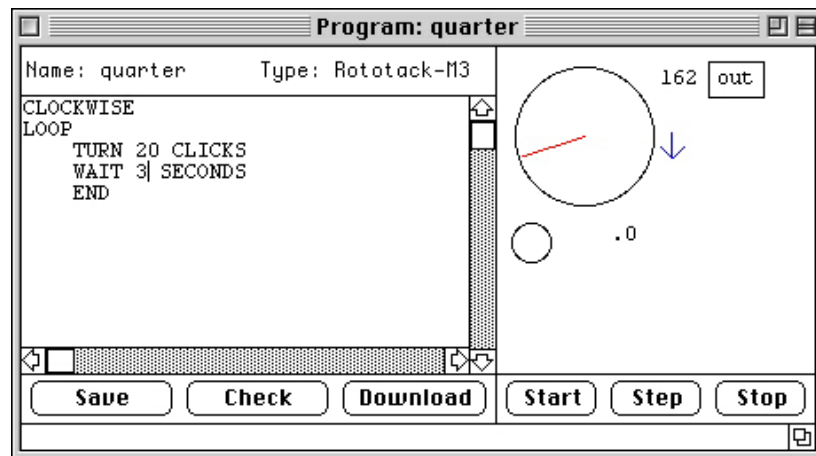 Program: quarter
Name: quarter Type: Rototack-M3
CLOCKWISE
LOOP
TURN 20 CLICKS
WAIT 3 SECONDS
END
162 out
.0
Save Check Download Start Step Stop